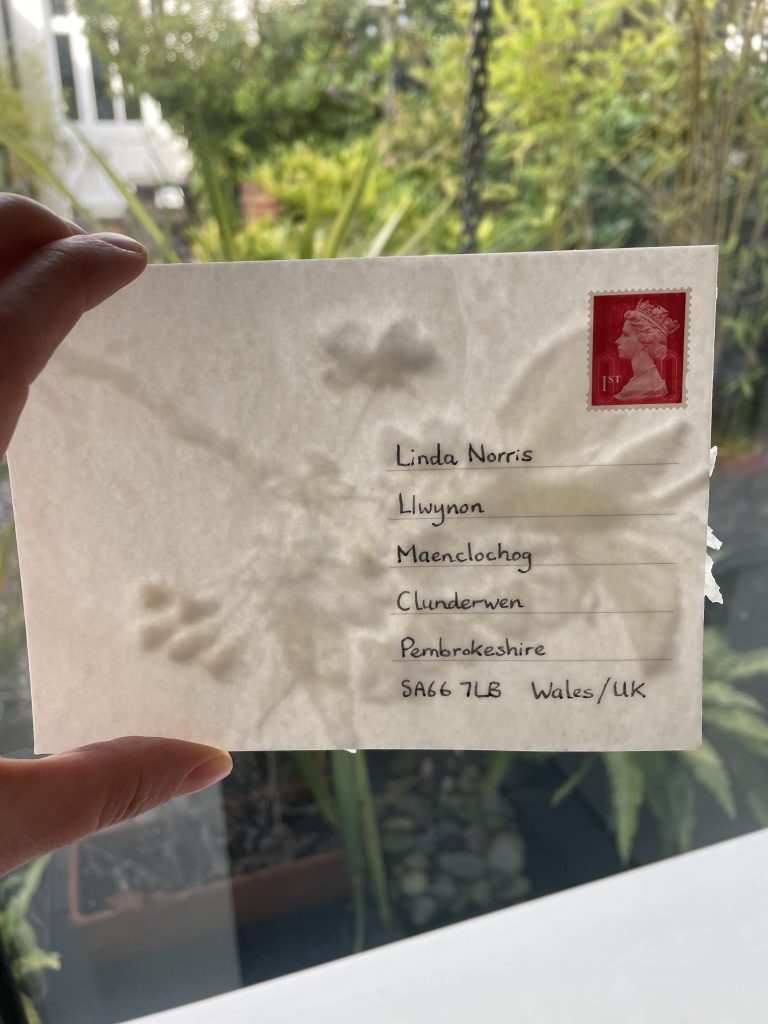 1ST
Linda Norris
Llwynon
Maenclochog
Clunderwen
Pembrokeshire
SA66 7LB Wales/UK